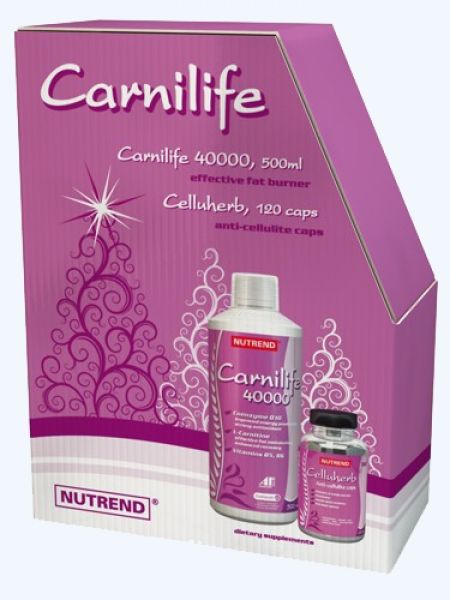 Carnilife
Carnilife 40000, 500ml
effective fat burner
Celluherb, 120 caps
anti-cellulite caps
NUTREND
Carnilife
40000
Coenzyme Q10
L-Carnitine
Vitamins B5, B6
NUTREND
Celluherb
Anti-cellulite caps
NUTREND®
dietary supplements